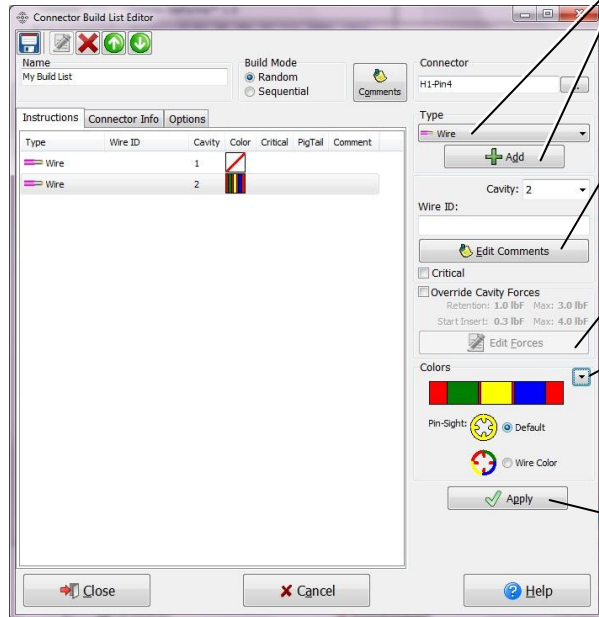 Connector Build List Editor
Name
My Build List
Build Mode
Random
Sequential
Comments
Connector
H1-Pin4
...
Instructions
Connector Info
Options
Type Wire ID Cavity Color Critical PigTail Comment
Wire 1
Wire 2
Type
Wire
Add
Cavity: 2
Wire ID:
Edit Comments
Critical
Override Cavity Forces
Retention: 1.0 lbF Max: 3.0 lbF
Start Insert: 0.3 lbF Max: 4.0 lbF
Edit Forces
Colors
Pin-Sight:
Default
Wire Color
Apply
Close
Cancel
Help